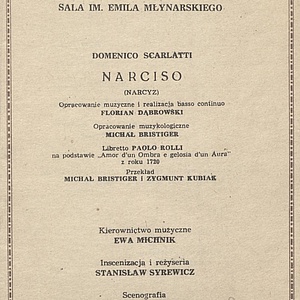 SALA IM. EMILA MŁYNARSKIEGO
DOMENICO SCARLATTI
NARCISO
(NARCYZ)
Opracowanie muzyczne i realizacja basso continuo
FLORIAN DĄBROWSKI
Opracowanie muzykologiczne
MICHAŁ BRISTIGER
Libretto PAOLO ROLLI
na podstawie „Amor d'un Ombra e gelosia d'un Aura"
z roku 1720
Przekład
MICHAŁ BRISTIGER i ZYGMUNT KUBIAK
Kierownictwo muzyczne
EWA MICHNIK
Inscenizacja i reżyseria
STANISŁAW SYREWICZ
Scenografia